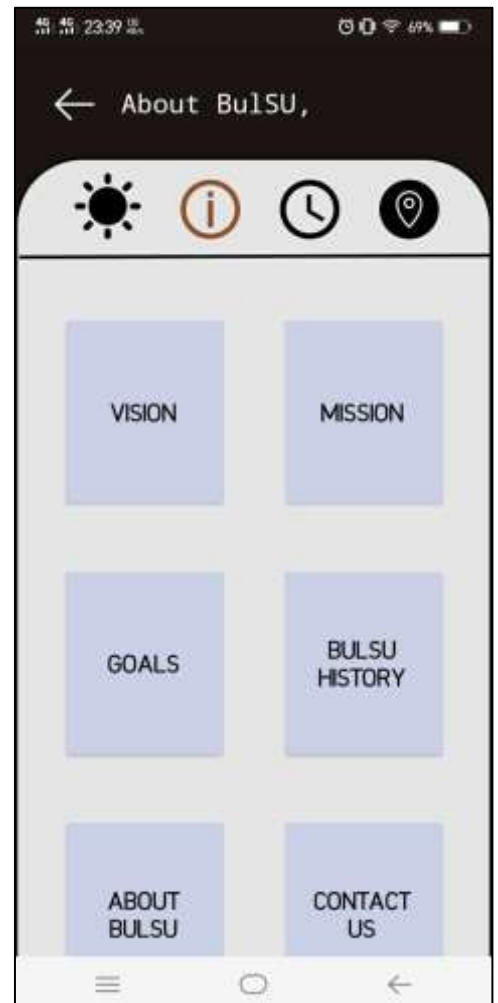 23:39 69%
About BulSU,
VISION
MISSION
GOALS
BULSU
HISTORY
ABOUT
BULSU
CONTACT
US